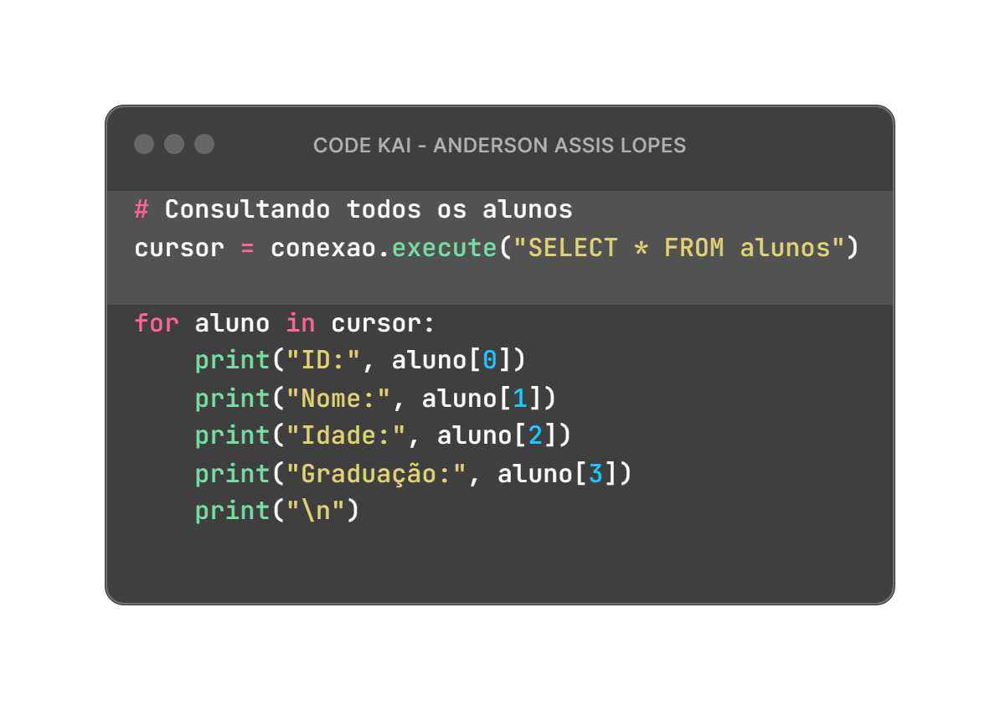 CODE KAI - ANDERSON ASSIS LOPES
# Consultando todos os alunos
cursor = conexao.execute("SELECT * FROM alunos")
for aluno in cursor:
    print("ID:", aluno[0])
    print("Nome:", aluno[1])
    print("Idade:", aluno[2])
    print("Graduação:", aluno[3])
    print("\n")